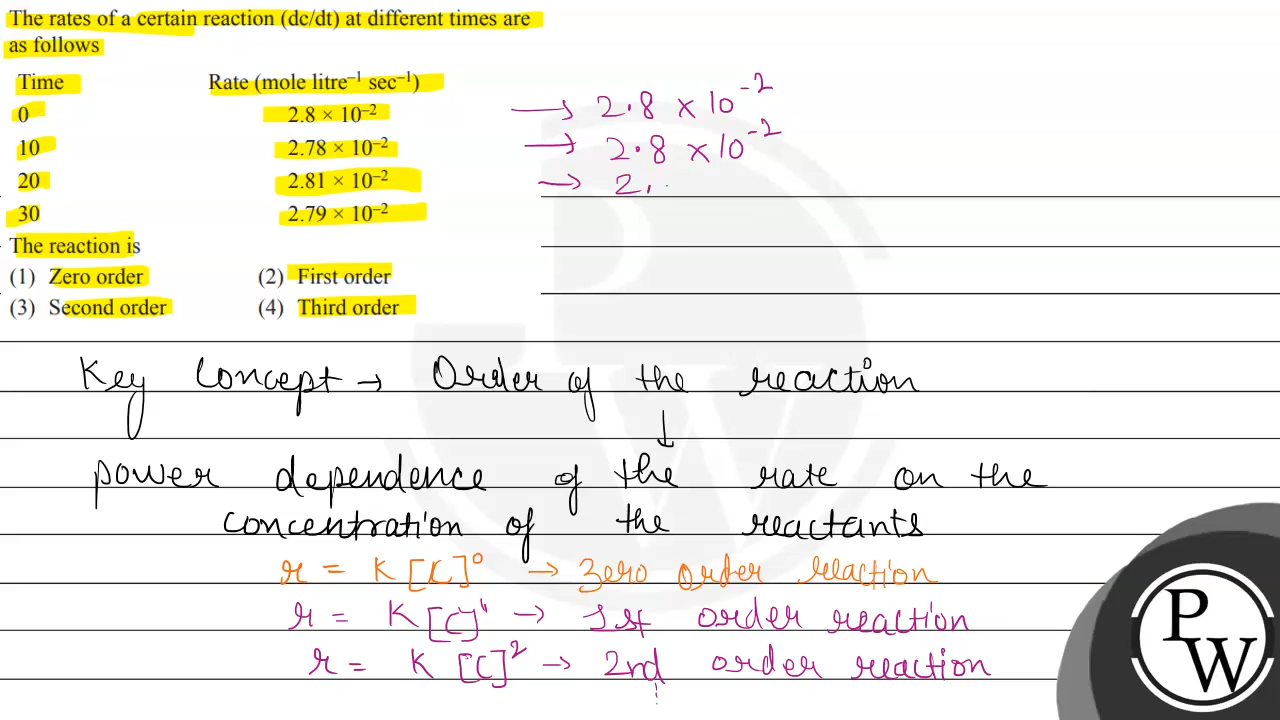 The rates of a certain reaction (dc/dt) at different times are
as follows
Time Rate (mole litre⁻¹ sec⁻¹)
0 2.8 × 10⁻² → 2.8 × 10⁻²
10 2.78 × 10⁻² → 2.8 × 10⁻²
20 2.81 × 10⁻² → 2.
30 2.79 × 10⁻²
The reaction is
(1) Zero order (2) First order
(3) Second order (4) Third order
Key Concept → Order of the reaction
↓
power dependence of the rate on the
concentration of the reactants
r = K [C]⁰ → Zero order reaction
r = K [C]¹ → 1st order reaction
r = K [C]² → 2nd order reaction
PW